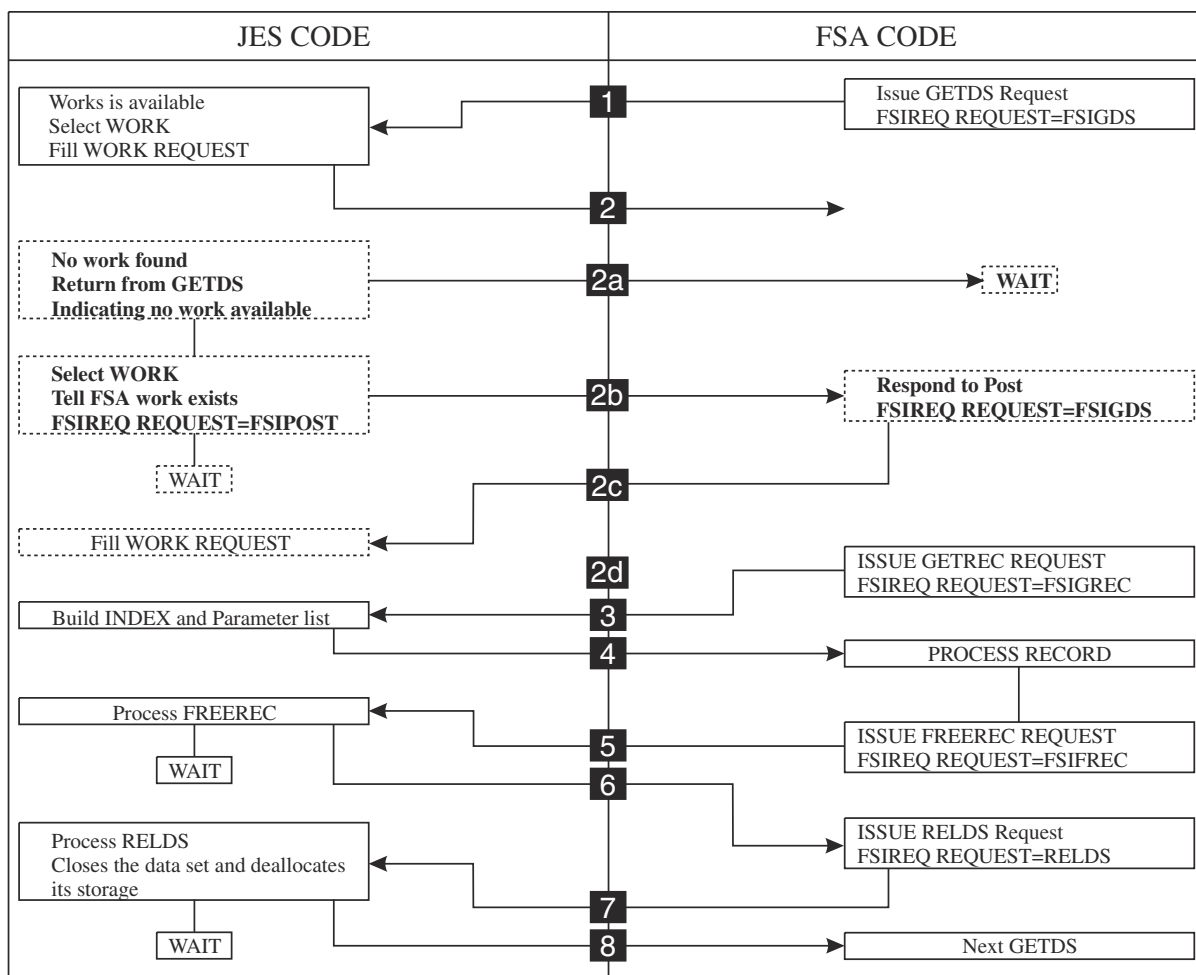 JES CODE
FSA CODE
Works is available
Select WORK
Fill WORK REQUEST
1
Issue GETDS Request
FSIREQ REQUEST=FSIGDS
2
No work found
Return from GETDS
Indicating no work available
2a
WAIT
Select WORK
Tell FSA work exists
FSIREQ REQUEST=FSIPOST
2b
Respond to Post
FSIREQ REQUEST=FSIGDS
WAIT
2c
Fill WORK REQUEST
2d
ISSUE GETREC REQUEST
FSIREQ REQUEST=FSIGREC
Build INDEX and Parameter list
3
4
PROCESS RECORD
Process FREEREC
5
ISSUE FREEREC REQUEST
FSIREQ REQUEST=FSIFREC
WAIT
6
Process RELDS
Closes the data set and deallocates
its storage
ISSUE RELDS Request
FSIREQ REQUEST=RELDS
7
WAIT
8
Next GETDS